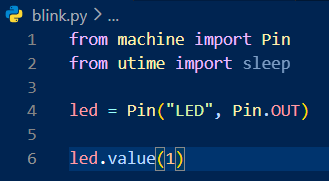 blink.py > ...
1 from machine import Pin
2 from utime import sleep
3
4 led = Pin("LED", Pin.OUT)
5
6 led.value(1)